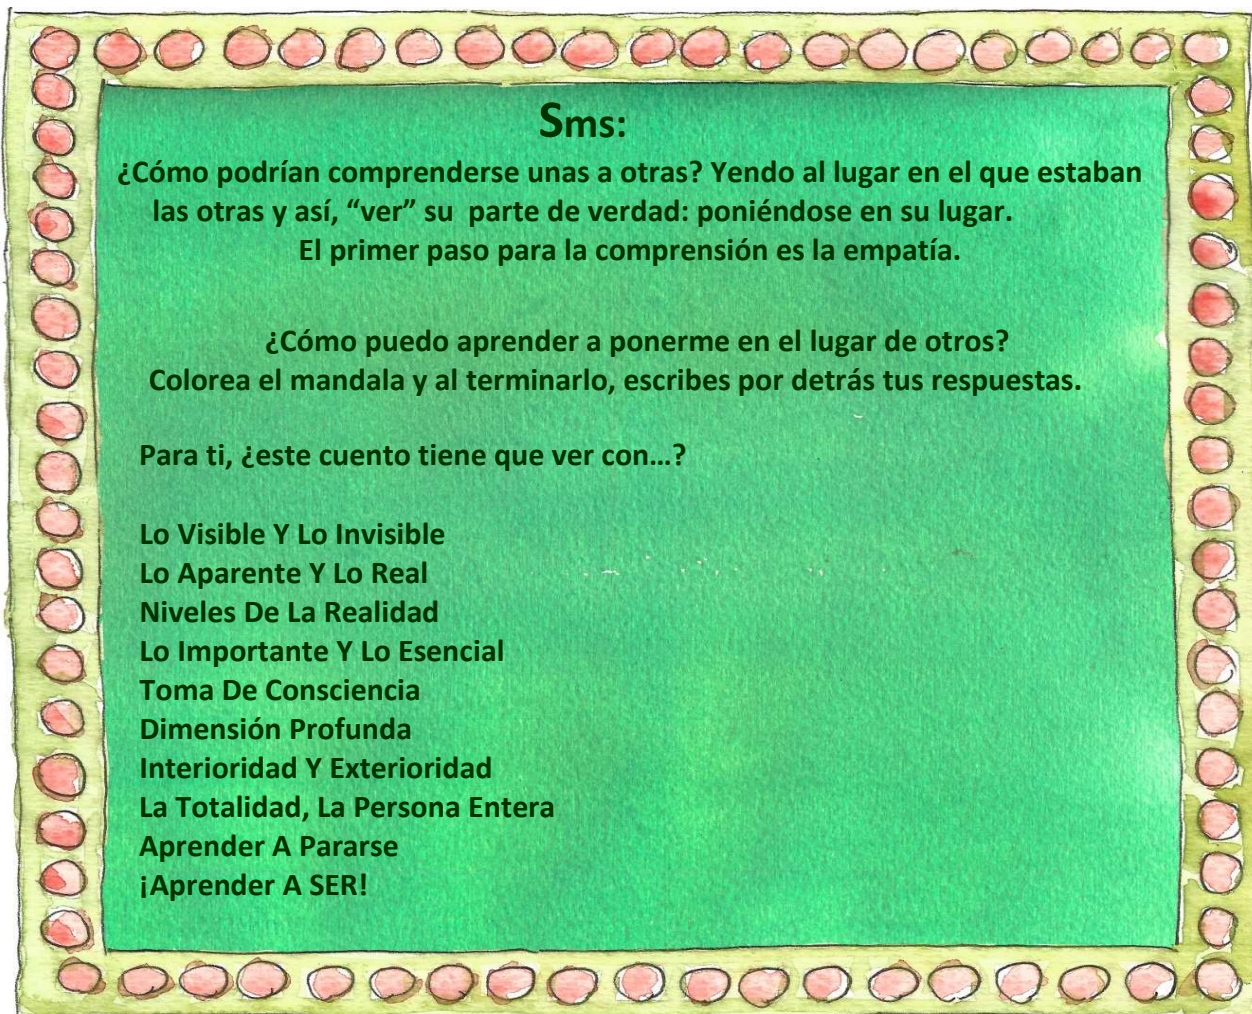 Sms:
¿Cómo podrían comprenderse unas a otras? Yendo al lugar en el que estaban
las otras y así, “ver” su parte de verdad: poniéndose en su lugar.
El primer paso para la comprensión es la empatía.
¿Cómo puedo aprender a ponerme en el lugar de otros?
Colorea el mandala y al terminarlo, escribes por detrás tus respuestas.
Para ti, ¿este cuento tiene que ver con…?
Lo Visible Y Lo Invisible
Lo Aparente Y Lo Real
Niveles De La Realidad
Lo Importante Y Lo Esencial
Toma De Consciencia
Dimensión Profunda
Interioridad Y Exterioridad
La Totalidad, La Persona Entera
Aprender A Pararse
¡Aprender A SER!